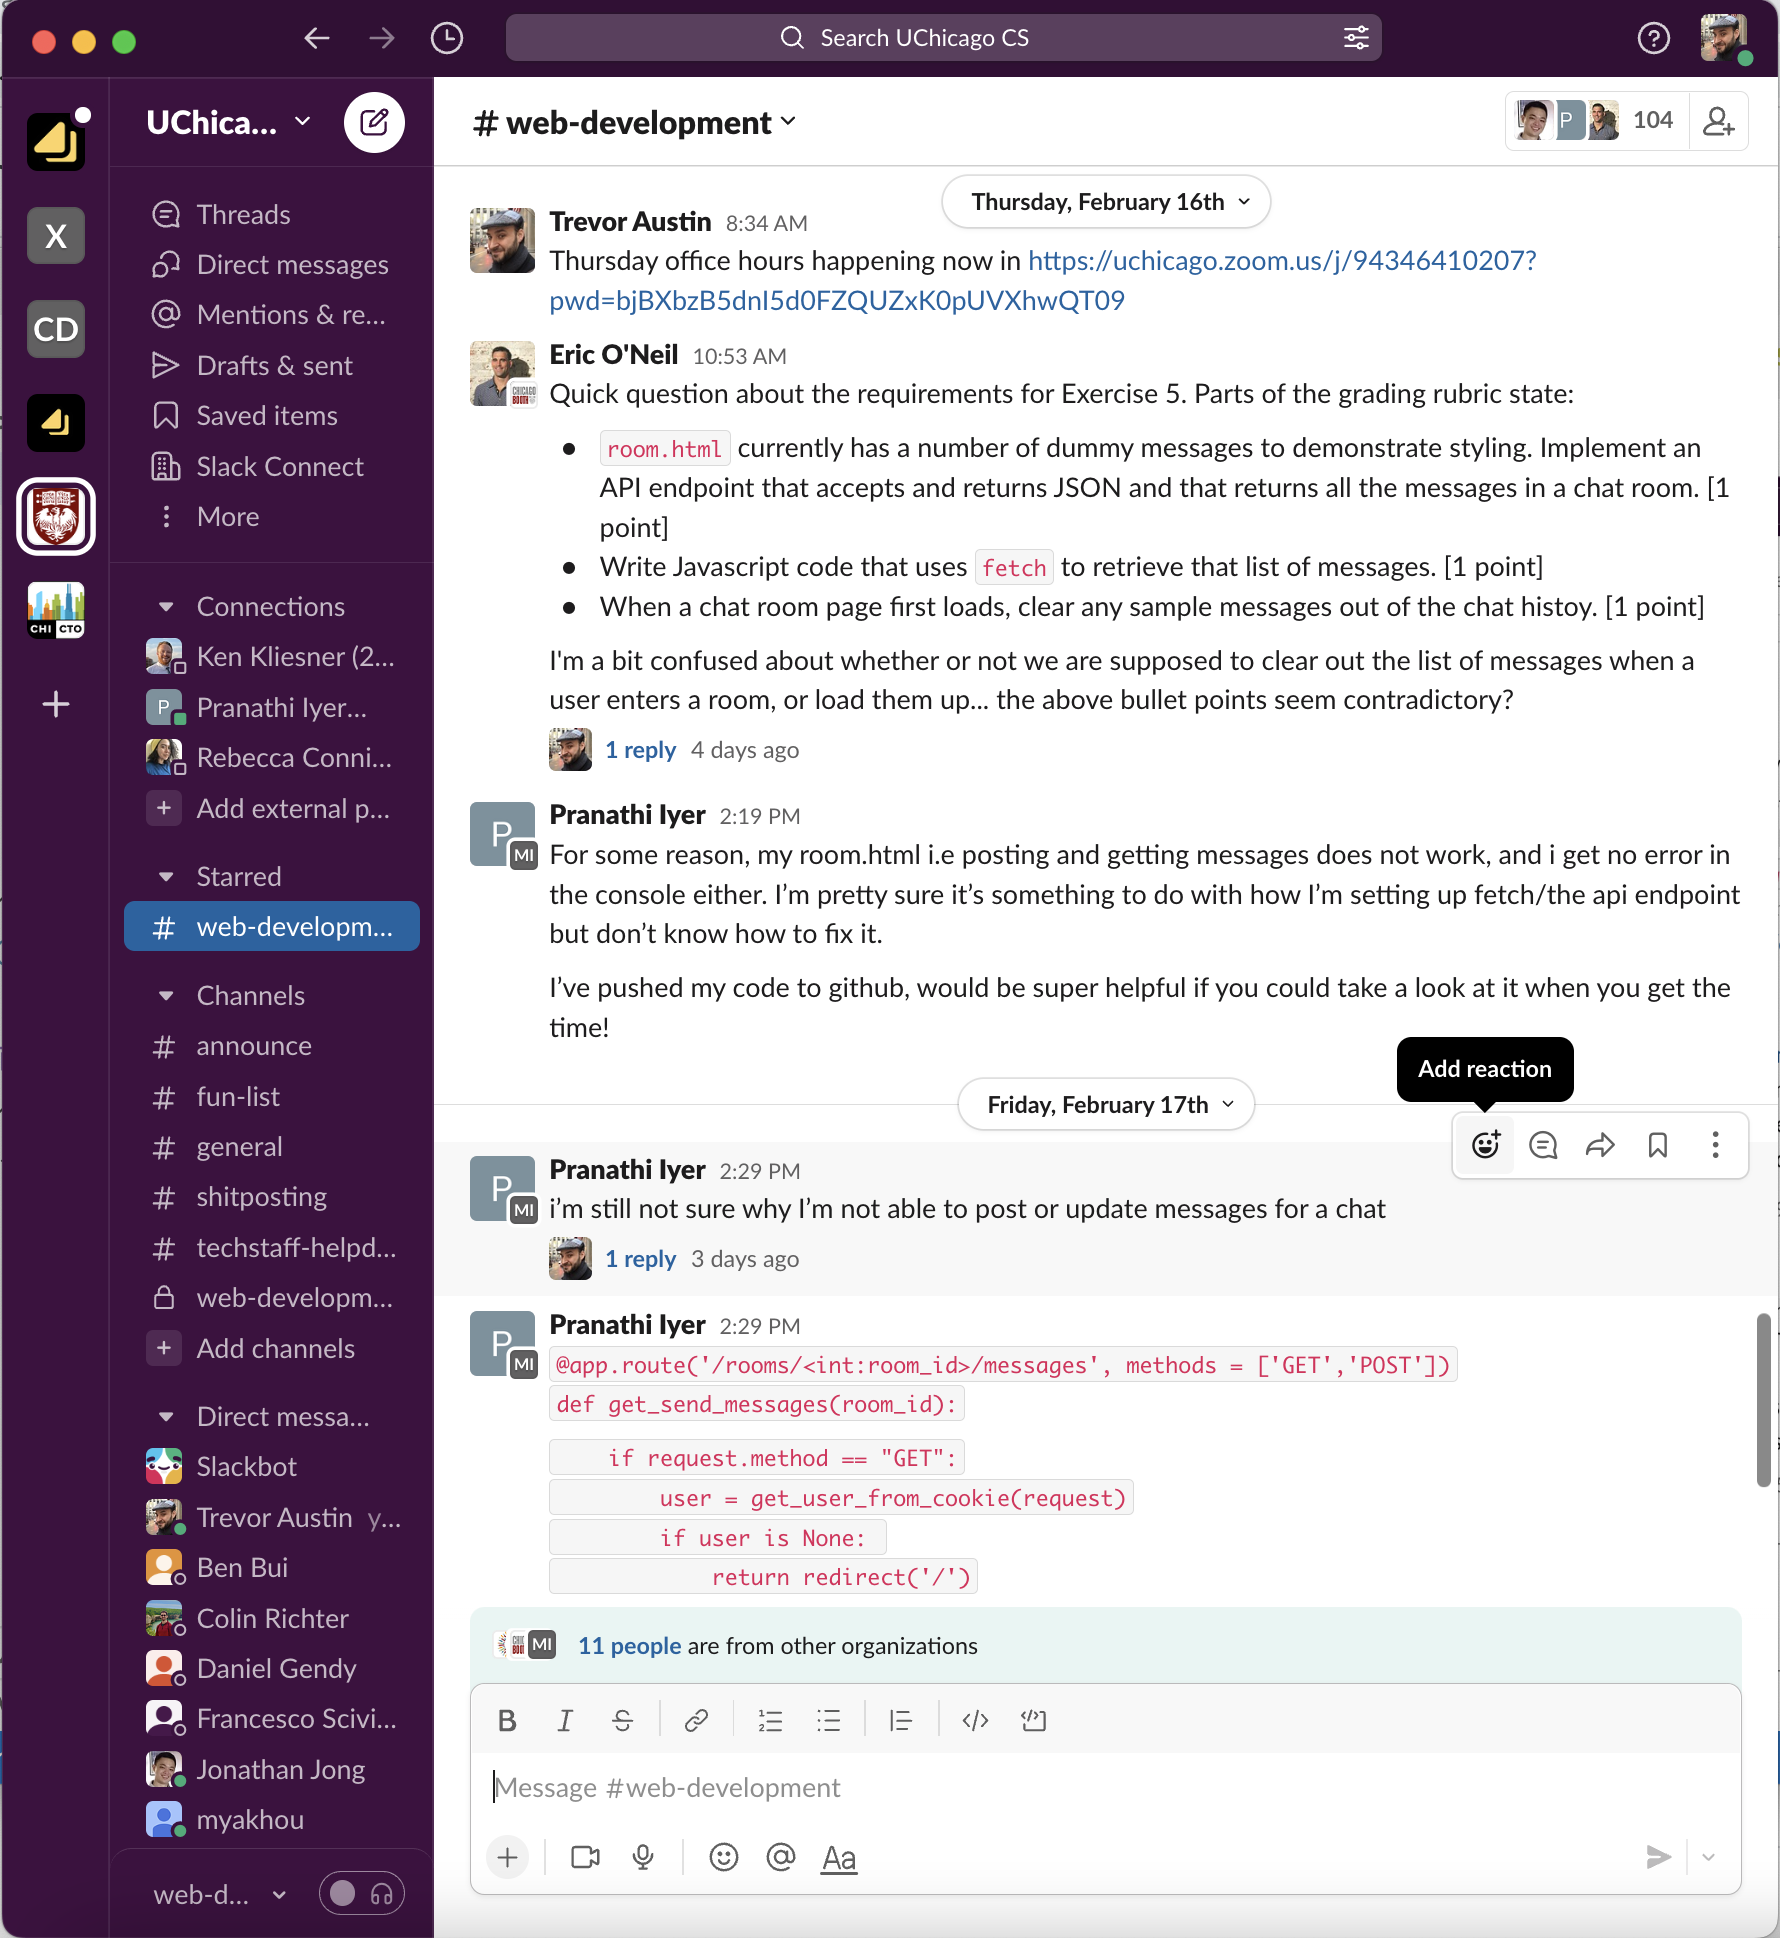 Search UChicago CS
UChica...
# web-development
P
104
X
CD
CHI CTO
Threads
Direct messages
Mentions & re...
Drafts & sent
Saved items
Slack Connect
More
Connections
Ken Kliesner (2...
P Pranathi Iyer...
Rebecca Conni...
+ Add external p...
Starred
# web-developm...
Channels
# announce
# fun-list
# general
# shitposting
# techstaff-helpd...
web-developm...
+ Add channels
Direct messa...
Slackbot
Trevor Austin y...
Ben Bui
Colin Richter
Daniel Gendy
Francesco Scivi...
Jonathan Jong
myakhou
web-d...
Thursday, February 16th
Trevor Austin 8:34 AM
Thursday office hours happening now in https://uchicago.zoom.us/j/94346410207?
pwd=bjBXbzB5dnI5d0FZQUZxK0pUVXhwQT09
Eric O'Neil 10:53 AM
CHICAGO
BOOTH
Quick question about the requirements for Exercise 5. Parts of the grading rubric state:
● room.html currently has a number of dummy messages to demonstrate styling. Implement an
API endpoint that accepts and returns JSON and that returns all the messages in a chat room. [1
point]
● Write Javascript code that uses fetch to retrieve that list of messages. [1 point]
● When a chat room page first loads, clear any sample messages out of the chat histoy. [1 point]
I'm a bit confused about whether or not we are supposed to clear out the list of messages when a
user enters a room, or load them up... the above bullet points seem contradictory?
1 reply 4 days ago
P
MI
Pranathi Iyer 2:19 PM
For some reason, my room.html i.e posting and getting messages does not work, and i get no error in
the console either. I’m pretty sure it’s something to do with how I’m setting up fetch/the api endpoint
but don’t know how to fix it.
I’ve pushed my code to github, would be super helpful if you could take a look at it when you get the
time!
Add reaction
Friday, February 17th
P
MI
Pranathi Iyer 2:29 PM
i’m still not sure why I’m not able to post or update messages for a chat
1 reply 3 days ago
P
MI
Pranathi Iyer 2:29 PM
@app.route('/rooms/<int:room_id>/messages', methods = ['GET','POST'])
def get_send_messages(room_id):
if request.method == "GET":
user = get_user_from_cookie(request)
if user is None:
return redirect('/')
MI 11 people are from other organizations
B I S
Message #web-development
Aa